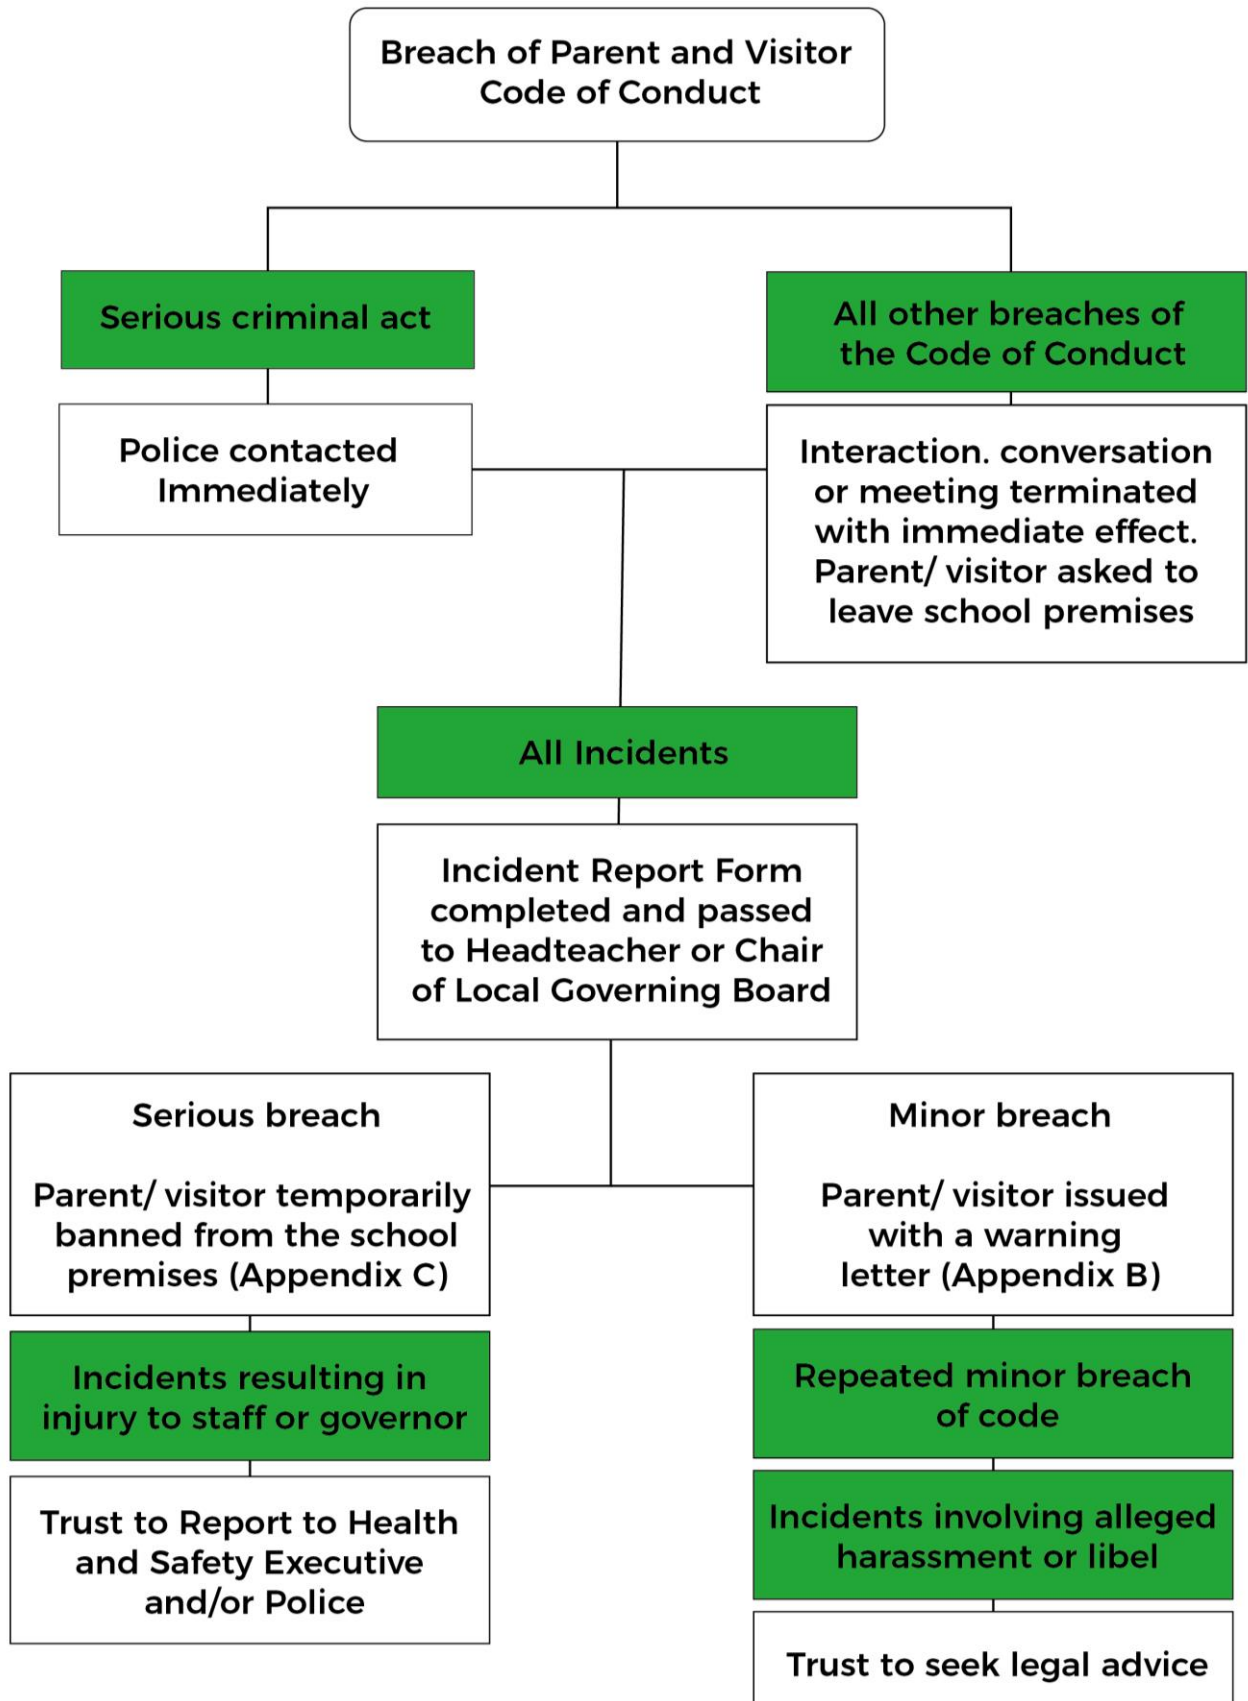 Breach of Parent and Visitor
Code of Conduct
Serious criminal act
All other breaches of
the Code of Conduct
Police contacted
Immediately
Interaction. conversation
or meeting terminated
with immediate effect.
Parent/ visitor asked to
leave school premises
All Incidents
Incident Report Form
completed and passed
to Headteacher or Chair
of Local Governing Board
Serious breach
Parent/ visitor temporarily
banned from the school
premises (Appendix C)
Minor breach
Parent/ visitor issued
with a warning
letter (Appendix B)
Incidents resulting in
injury to staff or governor
Repeated minor breach
of code
Trust to Report to Health
and Safety Executive
and/or Police
Incidents involving alleged
harassment or libel
Trust to seek legal advice